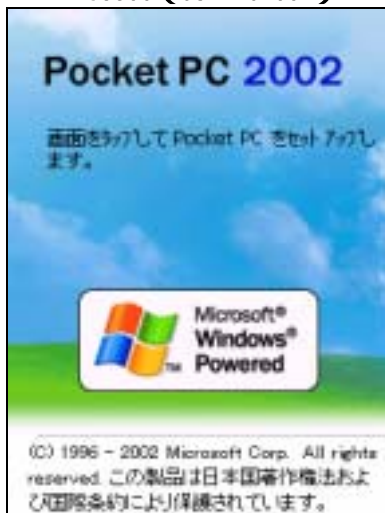 Pocket PC 2002
画面をタップして Pocket PC をセットアップし
ます。
Microsoft®
Windows®
Powered
TM
(C) 1996 - 2002 Microsoft Corp. All rights
reserved. この製品は日本国著作権法およ
び国際条約により保護されています。